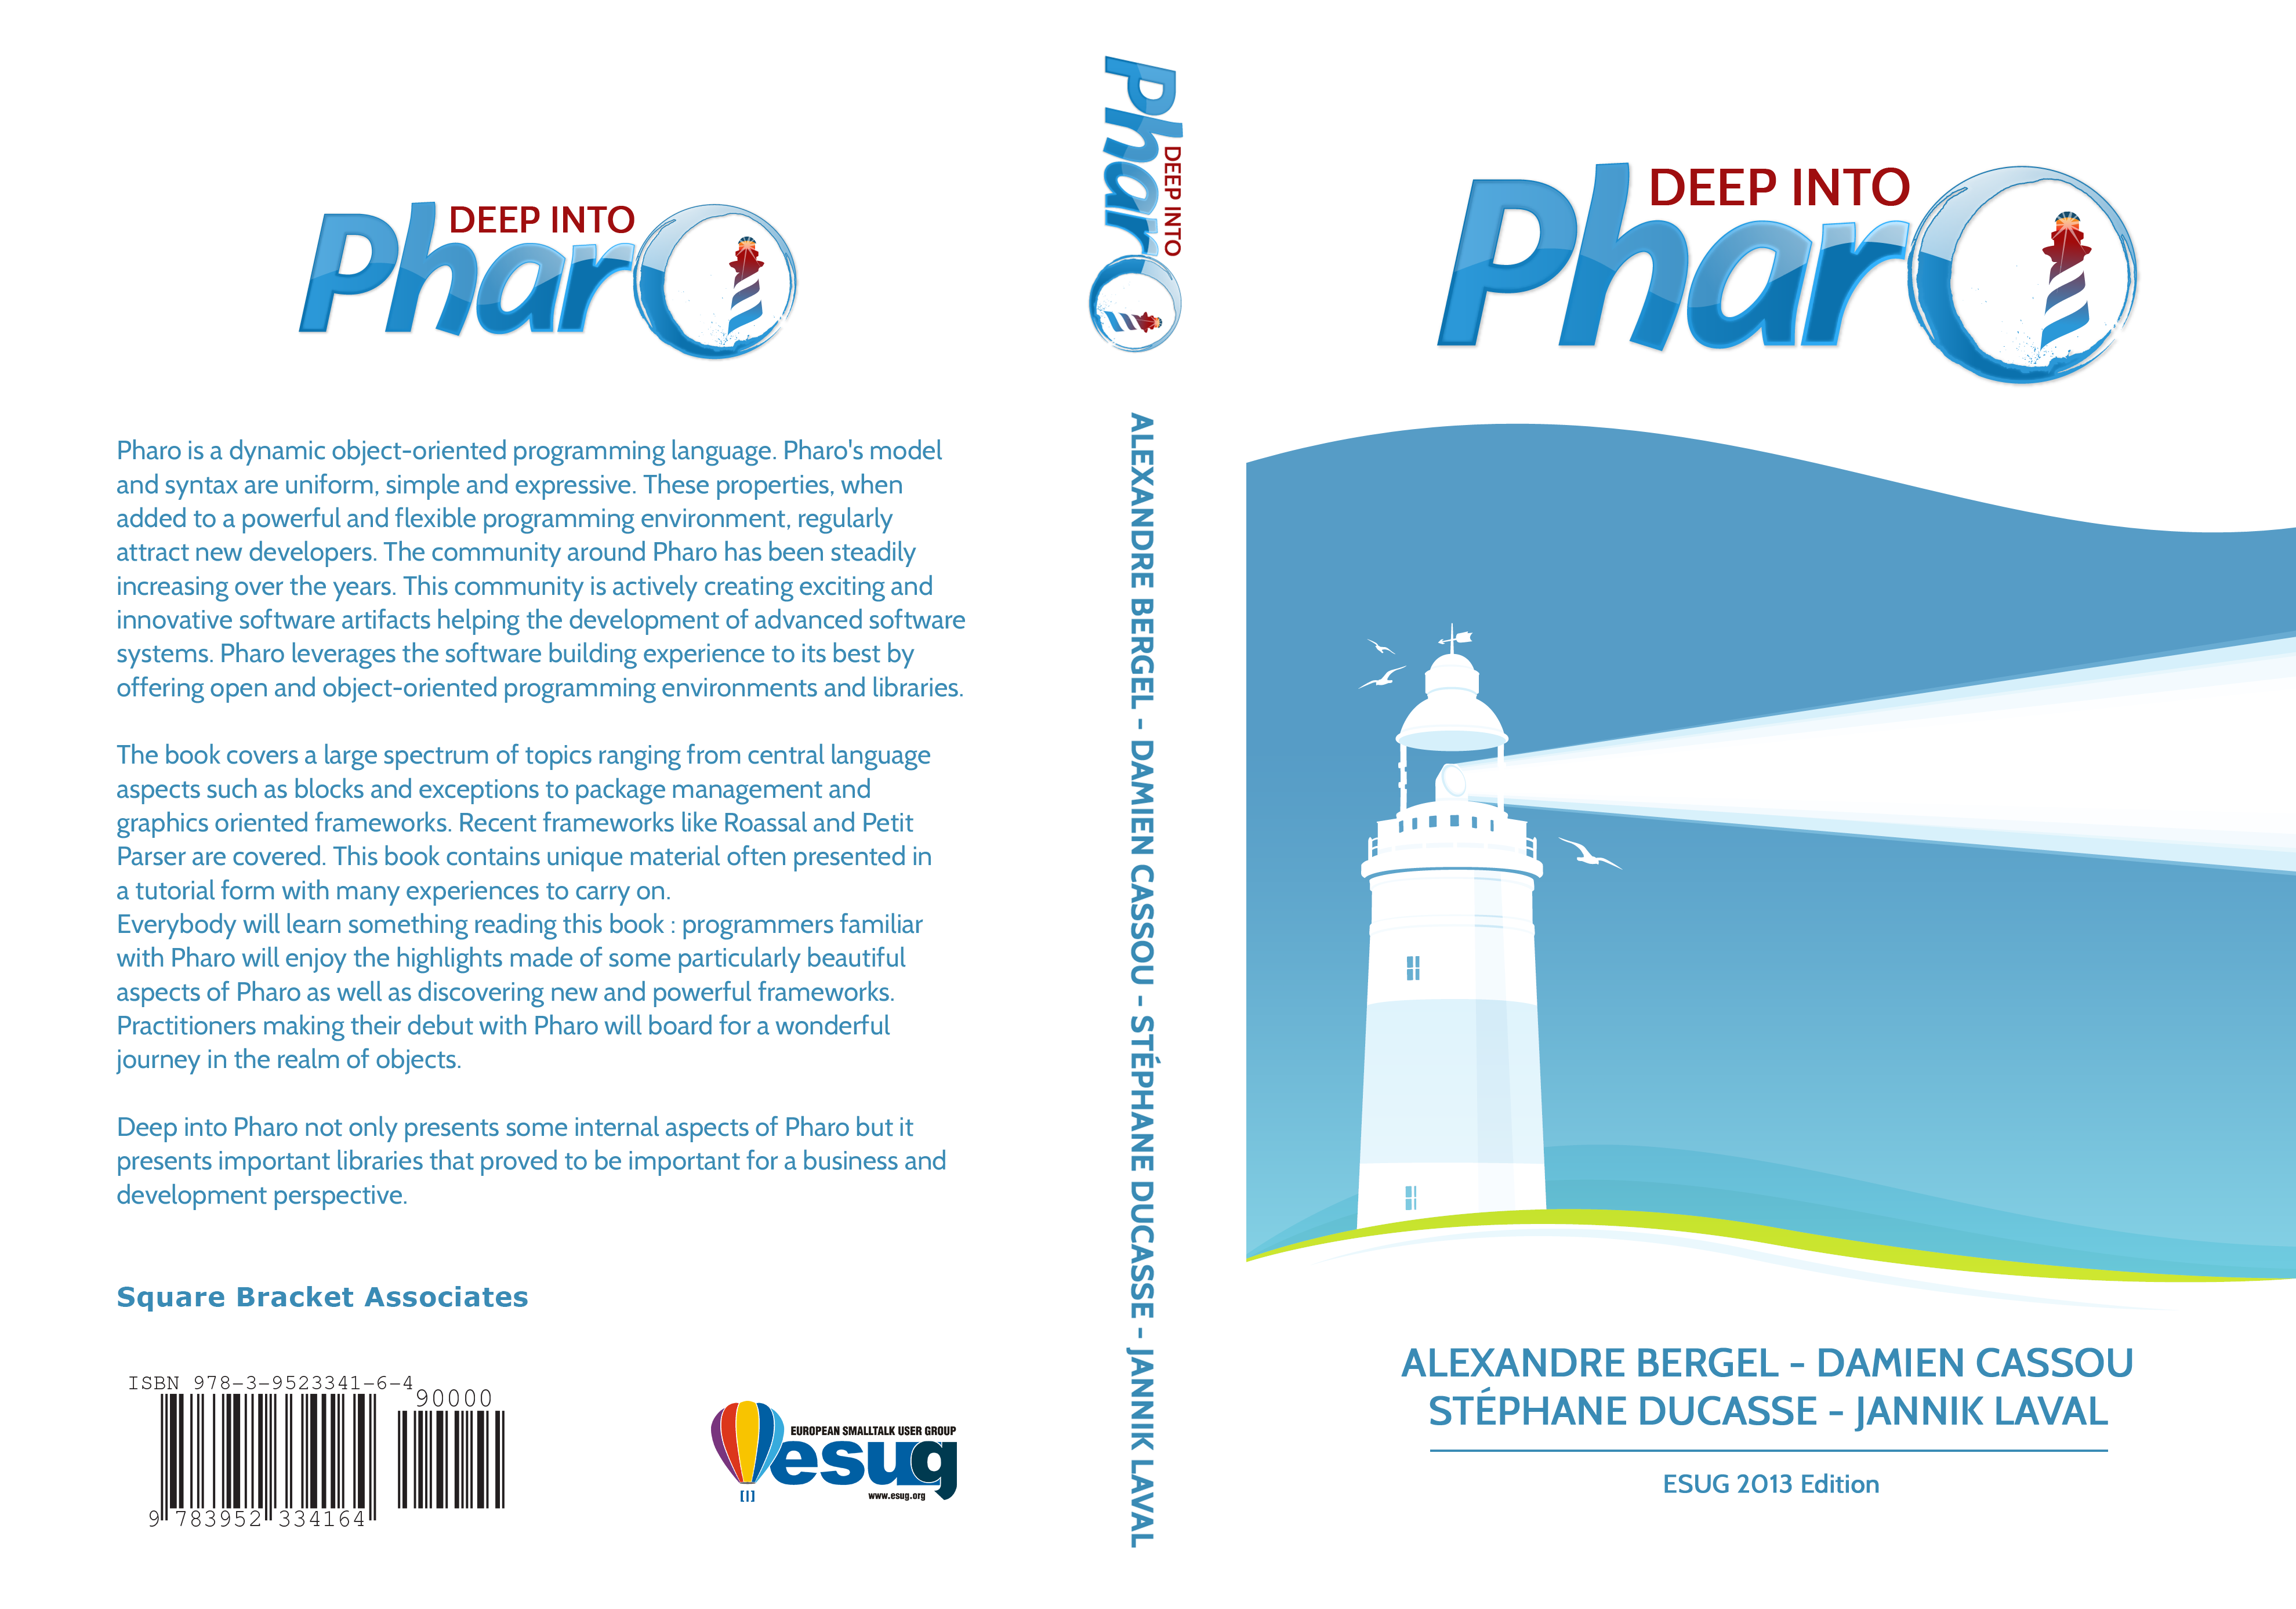 DEEP INTO
Pharo
Pharo is a dynamic object-oriented programming language. Pharo's model
and syntax are uniform, simple and expressive. These properties, when
added to a powerful and flexible programming environment, regularly
attract new developers. The community around Pharo has been steadily
increasing over the years. This community is actively creating exciting and
innovative software artifacts helping the development of advanced software
systems. Pharo leverages the software building experience to its best by
offering open and object-oriented programming environments and libraries.
The book covers a large spectrum of topics ranging from central language
aspects such as blocks and exceptions to package management and
graphics oriented frameworks. Recent frameworks like Roassal and Petit
Parser are covered. This book contains unique material often presented in
a tutorial form with many experiences to carry on.
Everybody will learn something reading this book : programmers familiar
with Pharo will enjoy the highlights made of some particularly beautiful
aspects of Pharo as well as discovering new and powerful frameworks.
Practitioners making their debut with Pharo will board for a wonderful
journey in the realm of objects.
Deep into Pharo not only presents some internal aspects of Pharo but it
presents important libraries that proved to be important for a business and
development perspective.
Square Bracket Associates
ISBN 978-3-9523341-6-4
90000
9 783952 334164
EUROPEAN SMALLTALK USER GROUP
esug
www.esug.org
[|]
DEEP INTO
Pharo
ALEXANDRE BERGEL - DAMIEN CASSOU - STÉPHANE DUCASSE - JANNIK LAVAL
DEEP INTO
Pharo
ALEXANDRE BERGEL - DAMIEN CASSOU
STÉPHANE DUCASSE - JANNIK LAVAL
ESUG 2013 Edition